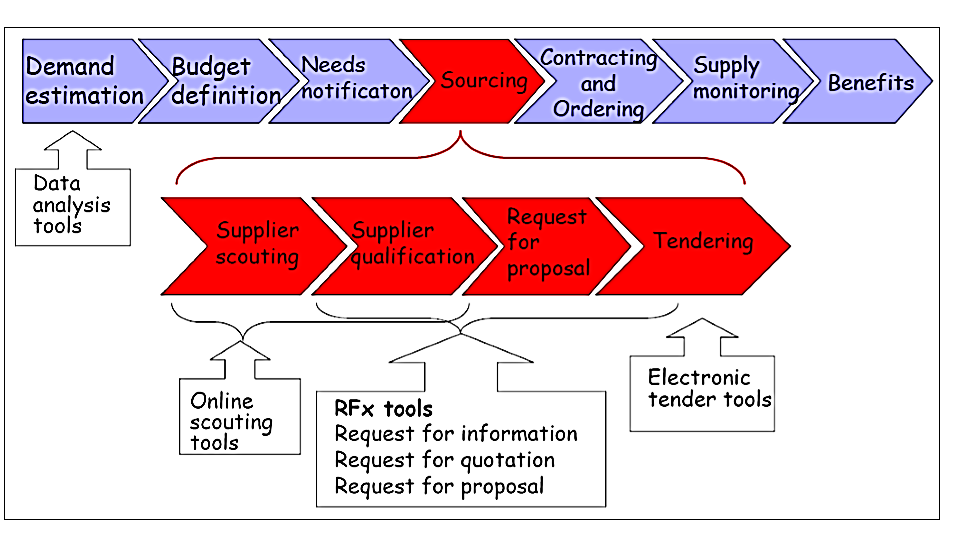 Demand
estimation
Budget
definition
Needs
notificaton
Sourcing
Contracting
and
Ordering
Supply
monitoring
Benefits
Data
analysis
tools
Supplier
scouting
Supplier
qualification
Request
for
proposal
Tendering
Online
scouting
tools
RFx tools
Request for information
Request for quotation
Request for proposal
Electronic
tender tools